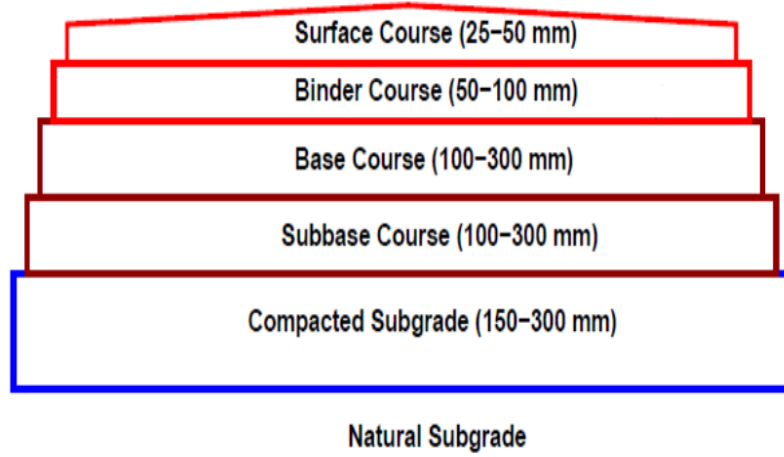 Surface Course (25−50 mm)
Binder Course (50−100 mm)
Base Course (100−300 mm)
Subbase Course (100−300 mm)
Compacted Subgrade (150−300 mm)
Natural Subgrade